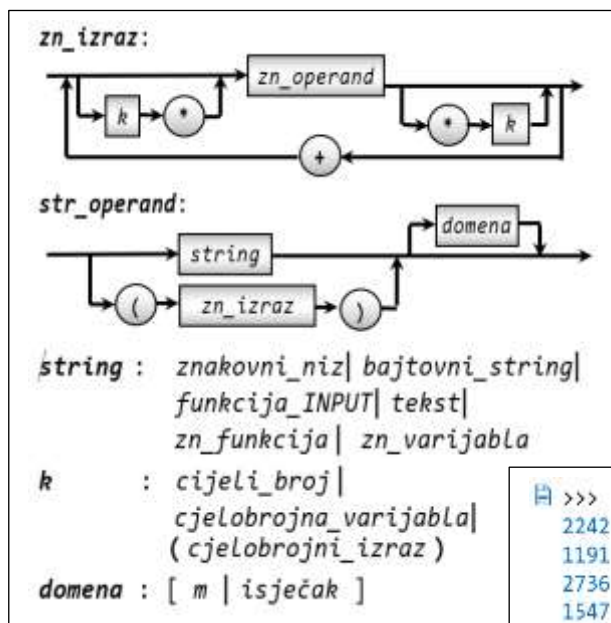 zn_izraz:
zn_operand
k * * k
+
str_operand:
domena
string
( zn_izraz )
string : znakovni_niz| bajtovni_string|
funkcija_INPUT| tekst|
zn_funkcija | zn_varijabla
k : cijeli_broj|
cjelobrojna_varijabla|
( cjelobrojni_izraz )
domena : [ m | isječak ]
>>>
2242
1191
2736
1547